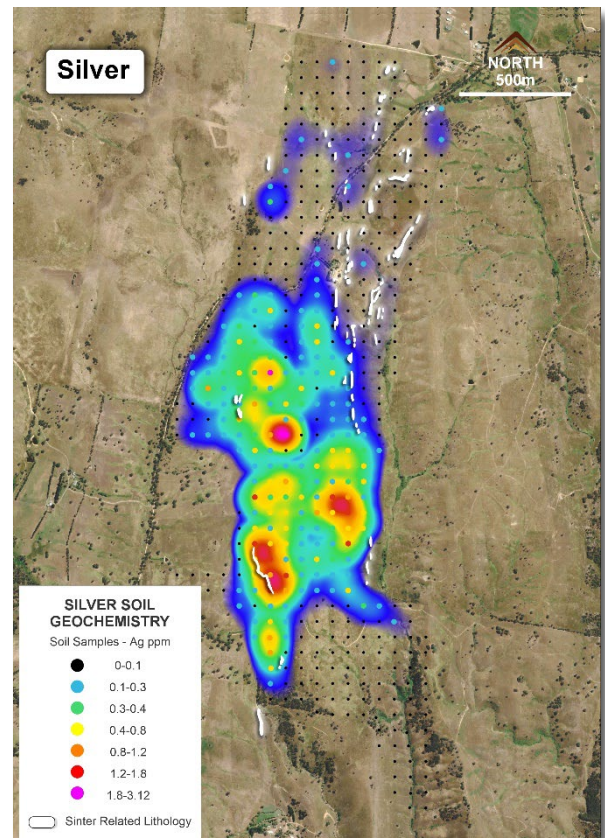 Silver
NORTH
500m
SILVER SOIL
GEOCHEMISTRY
Soil Samples - Ag ppm
0-0.1
0.1-0.3
0.3-0.4
0.4-0.8
0.8-1.2
1.2-1.8
1.8-3.12
Sinter Related Lithology